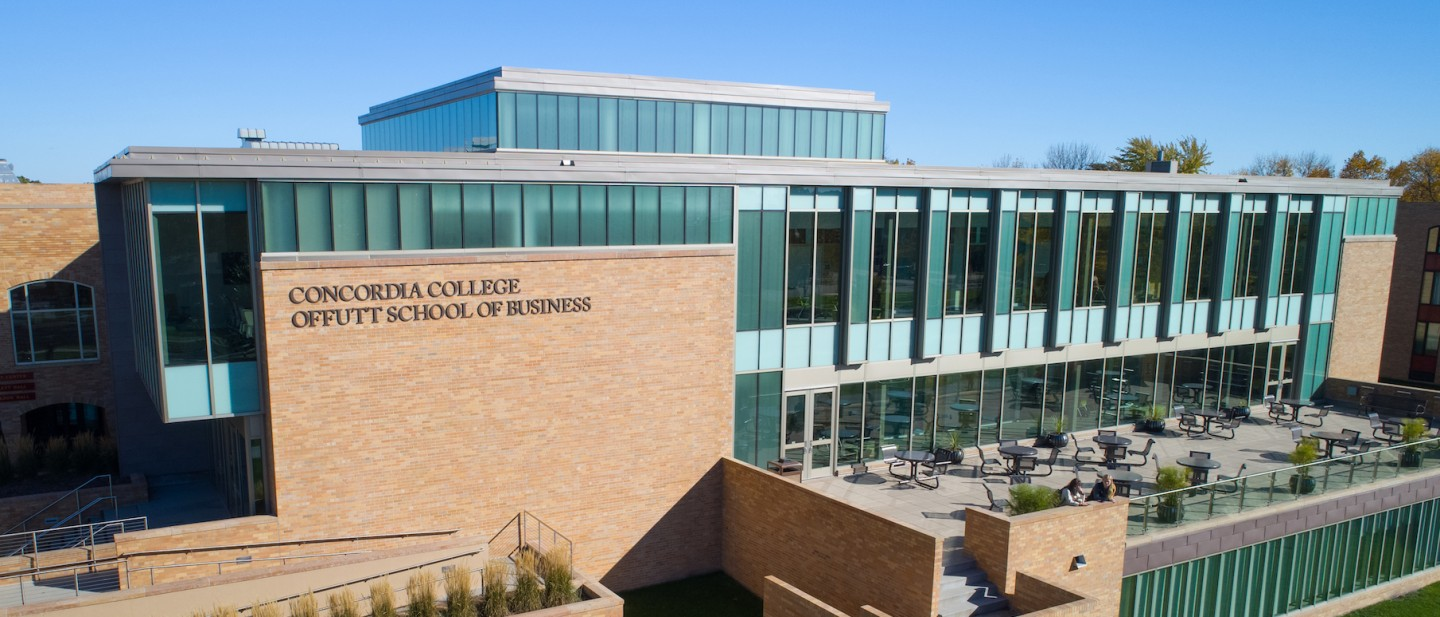 CONCORDIA COLLEGE
OFFUTT SCHOOL OF BUSINESS